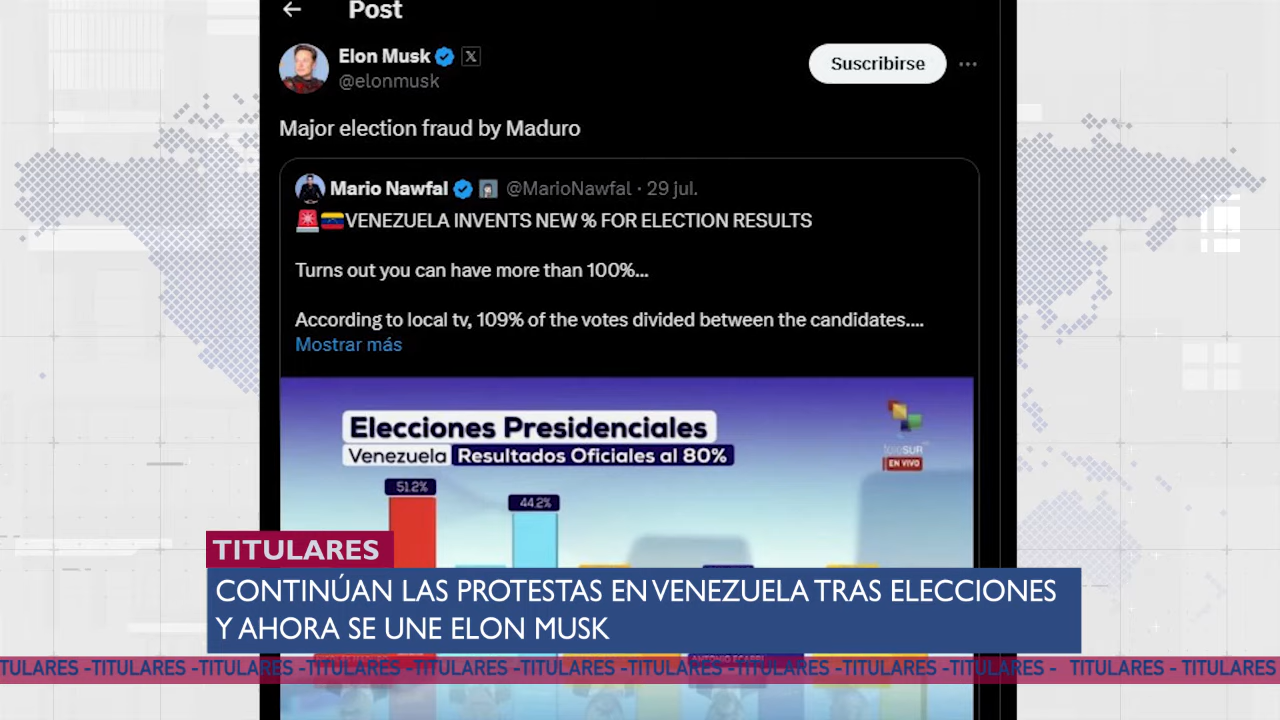 Post
Elon Musk
Suscribirse
@elonmusk
Major election fraud by Maduro
Mario Nawfal @MarioNawfal · 29 jul.
VENEZUELA INVENTS NEW % FOR ELECTION RESULTS
Turns out you can have more than 100%...
According to local tv, 109% of the votes divided between the candidates....
Mostrar más
Elecciones Presidenciales
Venezuela Resultados Oficiales al 80%
teleSUR
EN VIVO
51.2%
44.2%
TITULARES
CONTINÚAN LAS PROTESTAS EN VENEZUELA TRAS ELECCIONES
Y AHORA SE UNE ELON MUSK
TULARES -TITULARES -TITULARES -TITULARES -TITULARES -TITULARES -TITULARES -TITULARES -TITULARES -TITULARES - TITULARES - TITULARES